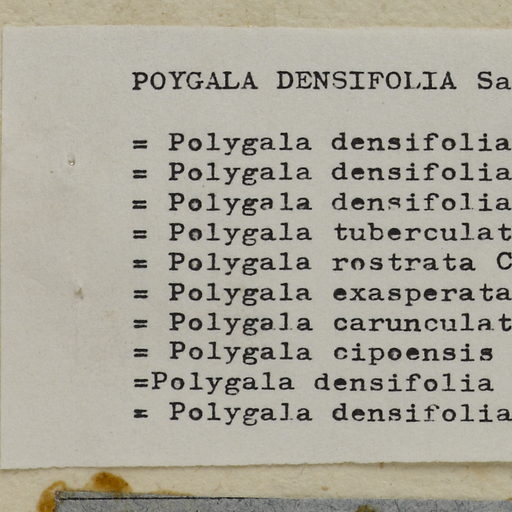 POYGALA DENSIFOLIA Sa
= Polygala densifolia
= Polygala densifolia
= Polygala densifolia
= Polygala tuberculat
= Polygala rostrata C
= Polygala exasperata
= Polygala carunculat
= Polygala cipoensis
=Polygala densifolia
= Polygala densifolia